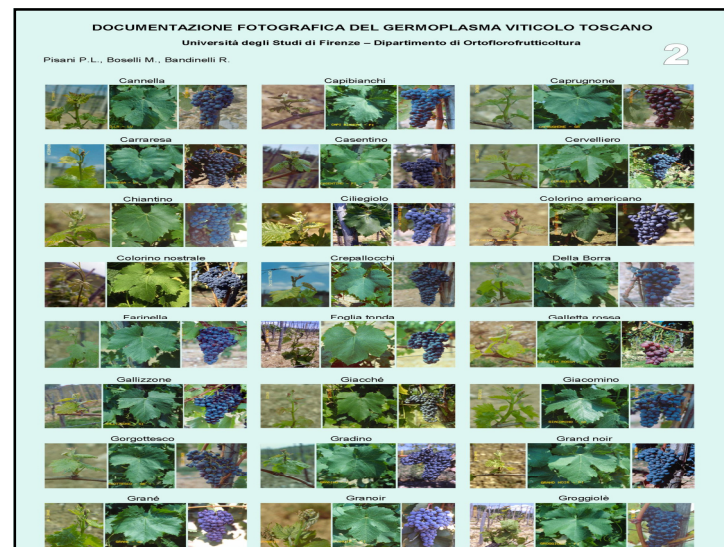 DOCUMENTAZIONE FOTOGRAFICA DEL GERMOPLASMA VITICOLO TOSCANO
Università degli Studi di Firenze – Dipartimento di Ortoflorofrutticoltura
2
Pisani P.L., Boselli M., Bandinelli R.
Cannella Capibianchi Caprugnone
Carraresa Casentino Cervelliero
Chiantino Ciliegiolo Colorino americano
Colorino nostrale Crepallocchi Della Borra
Farinella Foglia tonda Galletta rossa
Gallizzone Giacchè Giacomino
Gorgottesco Gradino Grand noir
Grané Granoir Groggiolè